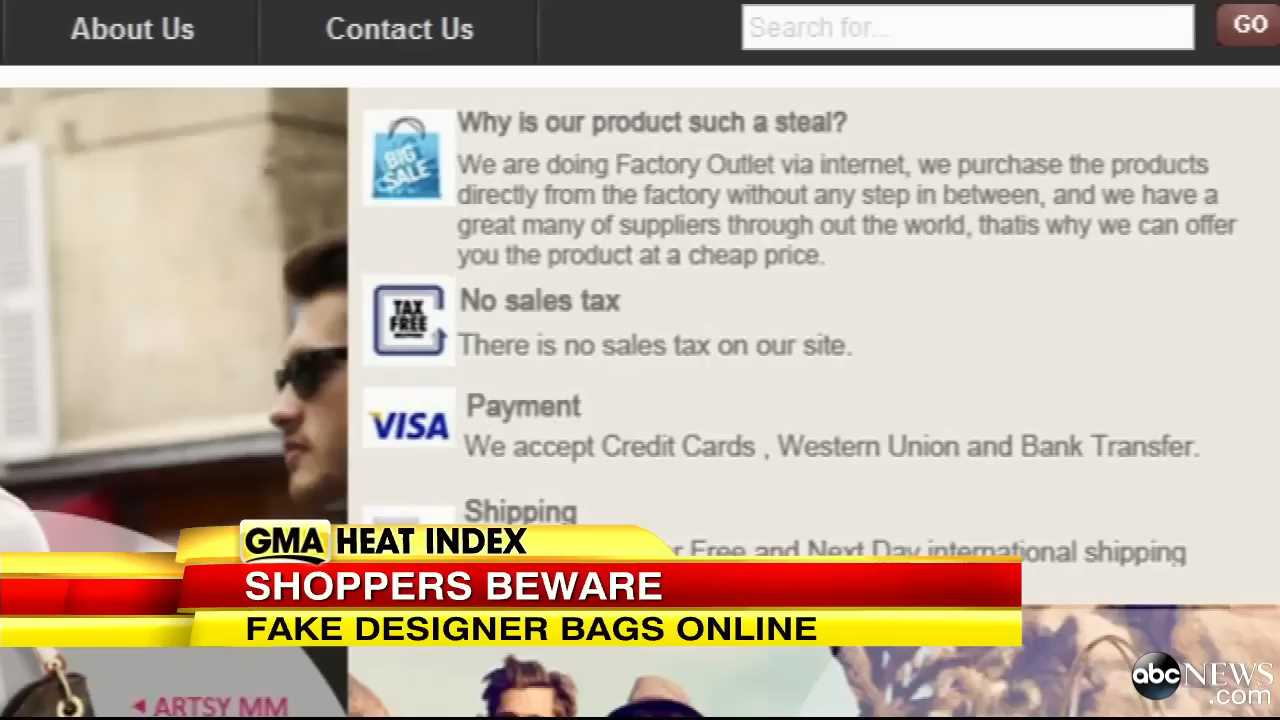 About Us
Contact Us
Search for...
GO
Why is our product such a steal?
BIG
SALE
We are doing Factory Outlet via internet, we purchase the products
directly from the factory without any step in between, and we have a
great many of suppliers through out the world, thatis why we can offer
you the product at a cheap price.
TAX
FREE
No sales tax
There is no sales tax on our site.
VISA
Payment
We accept Credit Cards , Western Union and Bank Transfer.
Shipping
Free and Next Day international shipping
GMA HEAT INDEX
SHOPPERS BEWARE
FAKE DESIGNER BAGS ONLINE
ARTSY MM
abc NEWS
.com